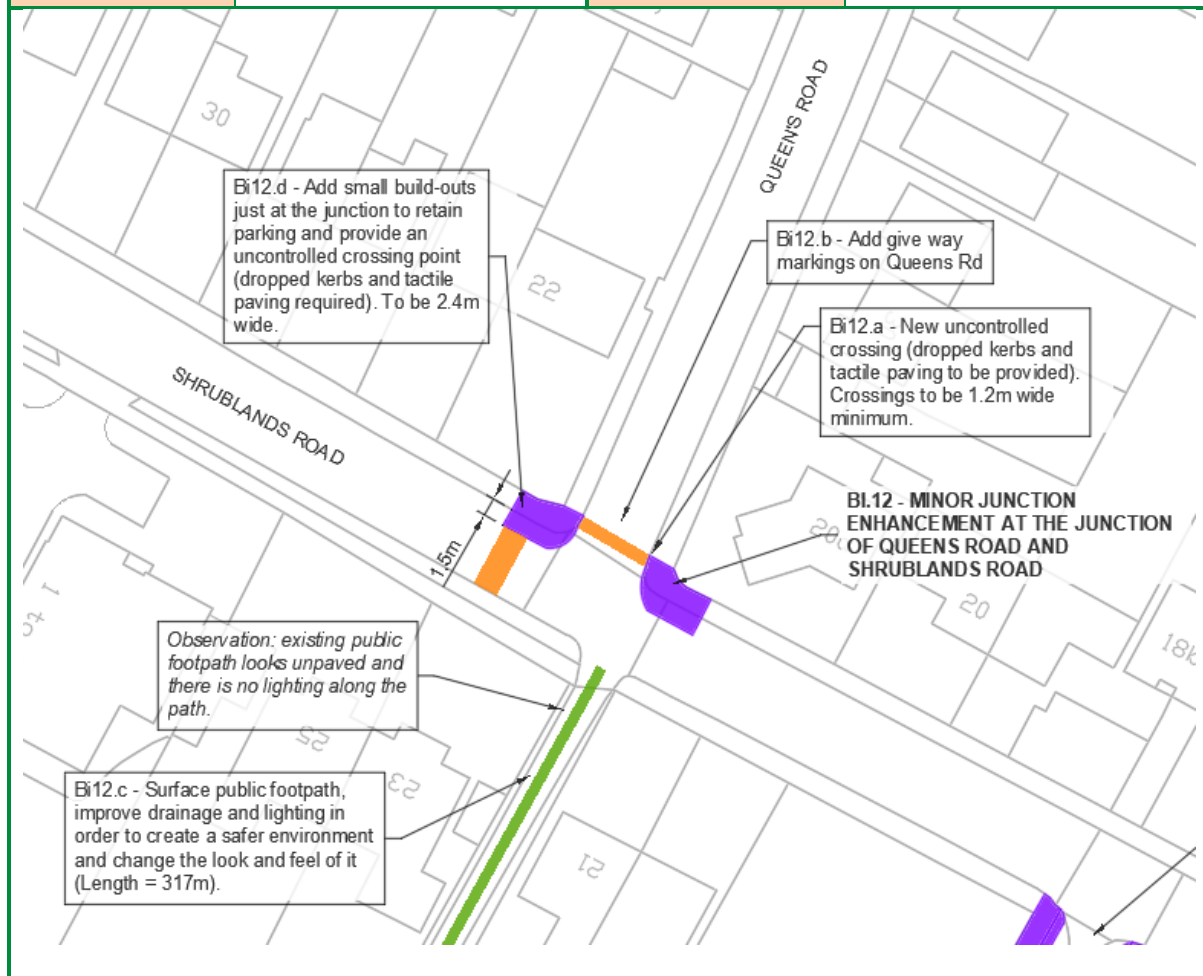 30
QUEEN'S ROAD
Bi12.d - Add small build-outs
just at the junction to retain
parking and provide an
uncontrolled crossing point
(dropped kerbs and tactile
paving required). To be 2.4m
wide.
Bi12.b - Add give way
markings on Queens Rd
22
Bi12.a - New uncontrolled
crossing (dropped kerbs and
tactile paving to be provided).
Crossings to be 1.2m wide
minimum.
SHRUBLANDS ROAD
BI.12 - MINOR JUNCTION
ENHANCEMENT AT THE JUNCTION
OF QUEENS ROAD AND
SHRUBLANDS ROAD
1.5m
20
Observation: existing public
footpath looks unpaved and
there is no lighting along the
path.
25
23
Bi12.c - Surface public footpath,
improve drainage and lighting in
order to create a safer environment
and change the look and feel of it
(Length = 317m).
21